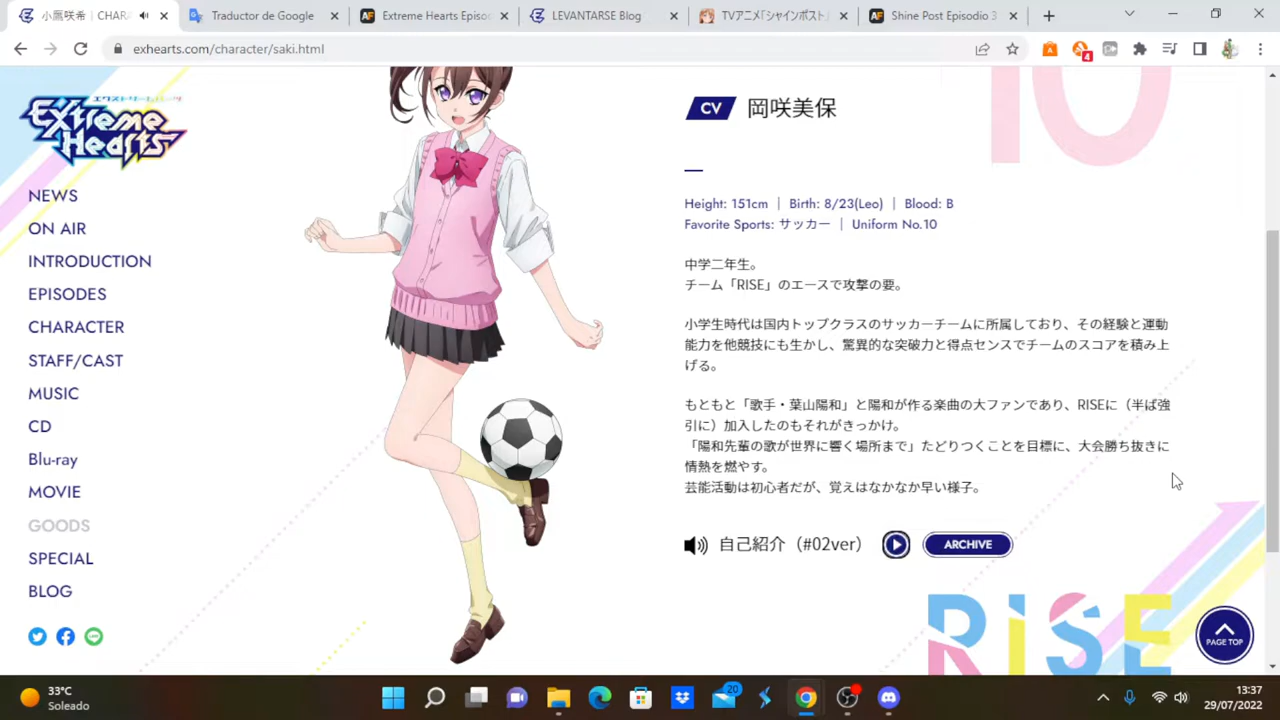 小鷹咲希 | CHAR
Traductor de Google
Extreme Hearts Episo
LEVANTARSE Blog
TVアニメ「シャインポスト」
Shine Post Episodio 3
exhearts.com/character/saki.html
4
エクストリームハーツ
Extreme Hearts
NEWS
ON AIR
INTRODUCTION
EPISODES
CHARACTER
STAFF/CAST
MUSIC
CD
Blu-ray
MOVIE
GOODS
SPECIAL
BLOG
10
CV 岡咲美保
Height: 151cm | Birth: 8/23(Leo) | Blood: B
Favorite Sports: サッカー | Uniform No.10
中学二年生。
チーム「RISE」のエースで攻撃の要。
小学生時代は国内トップクラスのサッカーチームに所属しており、その経験と運動
能力を他競技にも生かし、驚異的な突破力と得点センスでチームのスコアを積み上
げる。
もともと「歌手・葉山陽和」と陽和が作る楽曲の大ファンであり、RISEに（半ば強
引に）加入したのもそれがきっかけ。
「陽和先輩の歌が世界に響く場所まで」たどりつくことを目標に、大会勝ち抜きに
情熱を燃やす。
芸能活動は初心者だが、覚えはなかなか早い様子。
自己紹介（#02ver）
ARCHIVE
RISE
PAGE TOP
33°C
Soleado
20
13:37
29/07/2022